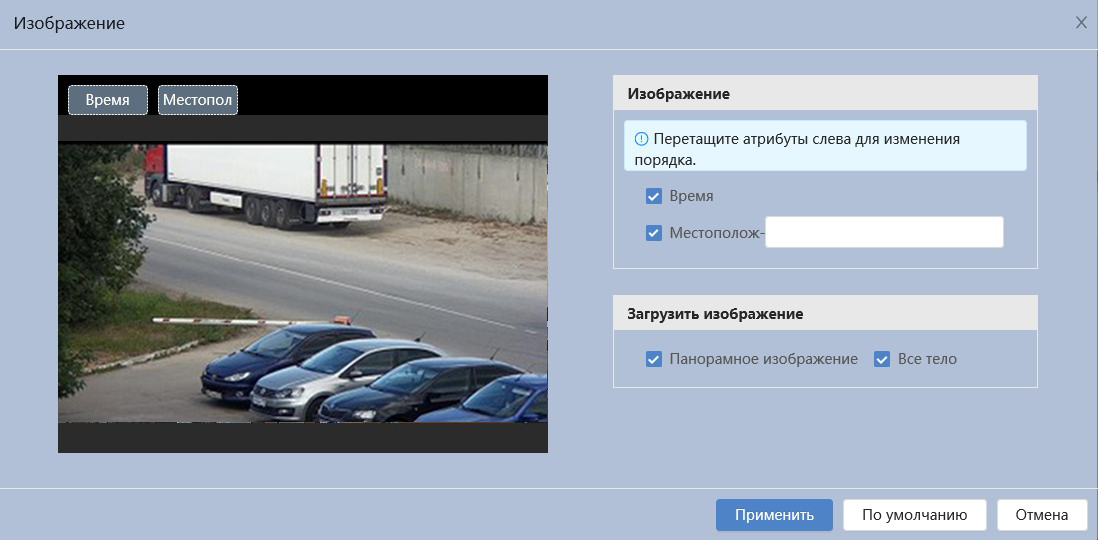 Изображение
Время Местопол
Изображение
Перетащите атрибуты слева для изменения
порядка.
Время
Местополож-
Загрузить изображение
Панорамное изображение Все тело
Применить По умолчанию Отмена